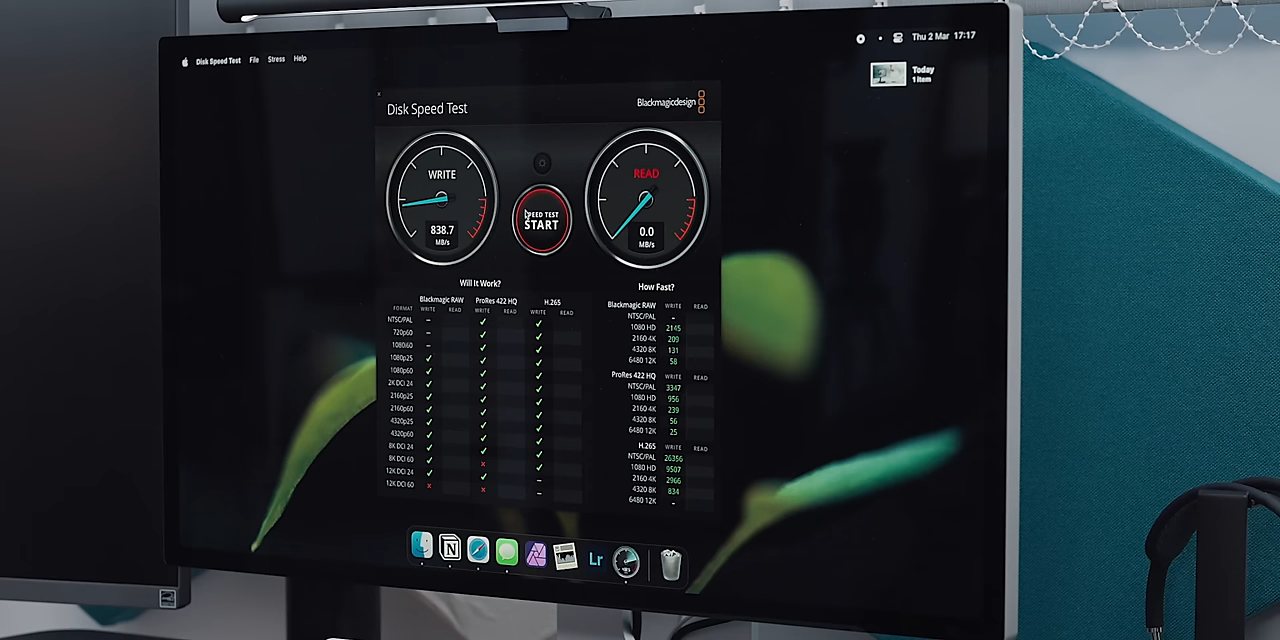 Disk Speed Test File Stress Help
Thu 2 Mar 17:17
Today
1 item
Disk Speed Test
Blackmagicdesign
WRITE
838.7
MB/s
SPEED TEST
START
READ
0.0
MB/s
Will It Work?
Blackmagic RAW ProRes 422 HQ H.265
FORMAT WRITE READ WRITE READ WRITE READ
NTSC/PAL – ✓ ✓
720p60 – ✓ ✓
1080i60 – ✓ ✓
1080p25 ✓ ✓ ✓
1080p60 ✓ ✓ ✓
2K DCI 24 ✓ ✓ ✓
2160p25 ✓ ✓ ✓
2160p60 ✓ ✓ ✓
4320p25 ✓ ✓ ✓
4320p60 ✓ ✓ ✓
8K DCI 24 ✓ ✓ ✓
8K DCI 60 ✓ x ✓
12K DCI 24 ✓ ✓ –
12K DCI 60 x x –
How Fast?
Blackmagic RAW WRITE READ
NTSC/PAL –
1080 HD 2145
2160 4K 209
4320 8K 131
6480 12K 58
ProRes 422 HQ WRITE READ
NTSC/PAL 3347
1080 HD 956
2160 4K 239
4320 8K 56
6480 12K 25
H.265 WRITE READ
NTSC/PAL 26356
1080 HD 9507
2160 4K 2966
4320 8K 834
6480 12K –
N
Lr